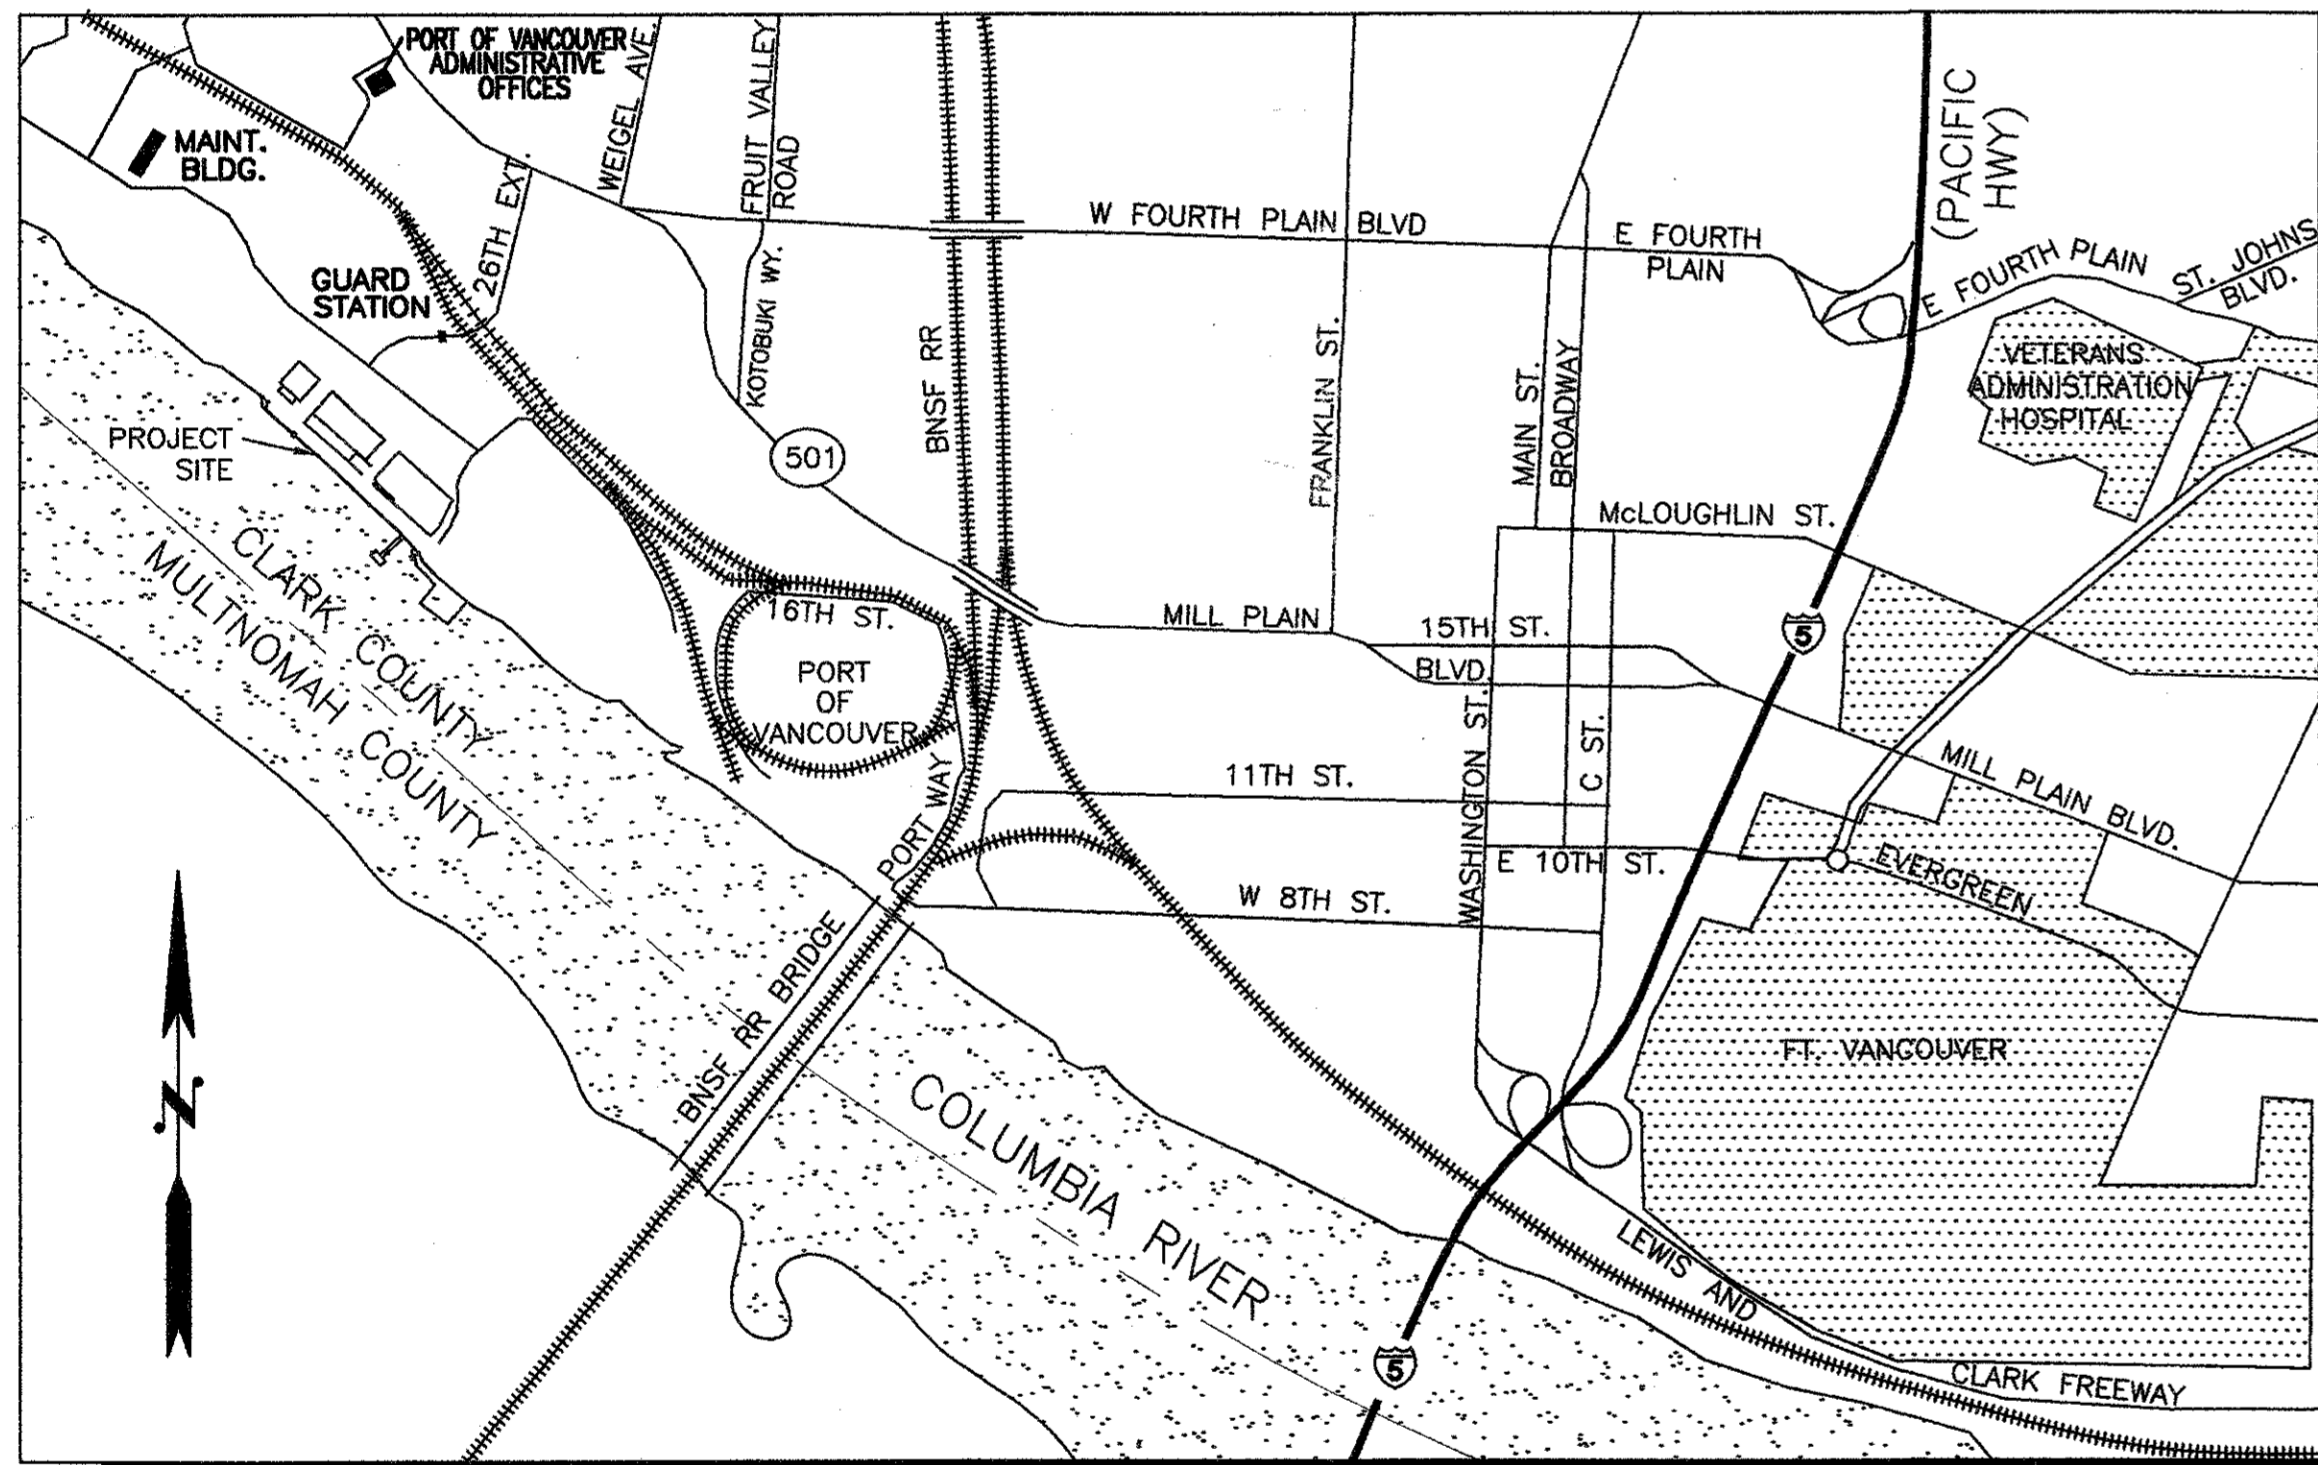 PORT OF VANCOUVER
ADMINISTRATIVE
OFFICES
WEIGEL AVE.
FRUIT VALLEY
ROAD
(PACIFIC
HWY)
MAINT.
BLDG.
26TH EXT.
W FOURTH PLAIN BLVD
E FOURTH
PLAIN
E FOURTH PLAIN
ST. JOHNS
BLVD.
GUARD
STATION
KOTOBUKI WY.
BNSF RR
FRANKLIN ST.
MAIN ST.
BROADWAY
VETERANS
ADMINISTRATION
HOSPITAL
PROJECT
SITE
501
McLOUGHLIN ST.
CLARK COUNTY
MULTNOMAH COUNTY
16TH ST.
MILL PLAIN
15TH ST.
BLVD.
5
PORT
OF
VANCOUVER
WASHINGTON ST.
C ST.
11TH ST.
MILL PLAIN BLVD.
PORT WAY
E 10TH ST.
EVERGREEN
W 8TH ST.
BNSF RR BRIDGE
FT. VANCOUVER
N
COLUMBIA RIVER
LEWIS AND
CLARK FREEWAY
5